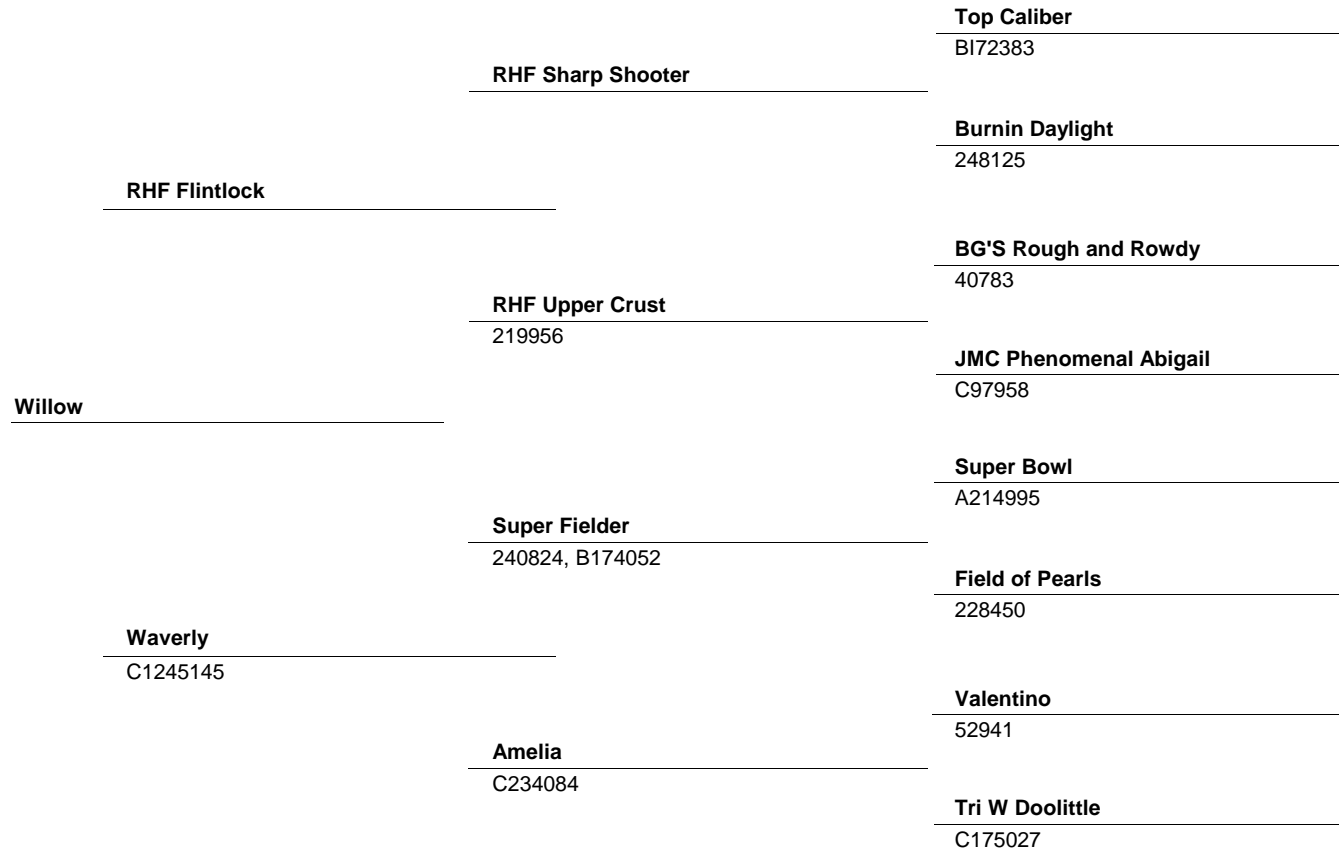 Top Caliber
BI72383
RHF Sharp Shooter
Burnin Daylight
248125
RHF Flintlock
BG'S Rough and Rowdy
40783
RHF Upper Crust
219956
JMC Phenomenal Abigail
C97958
Willow
Super Bowl
A214995
Super Fielder
240824, B174052
Field of Pearls
228450
Waverly
C1245145
Valentino
52941
Amelia
C234084
Tri W Doolittle
C175027